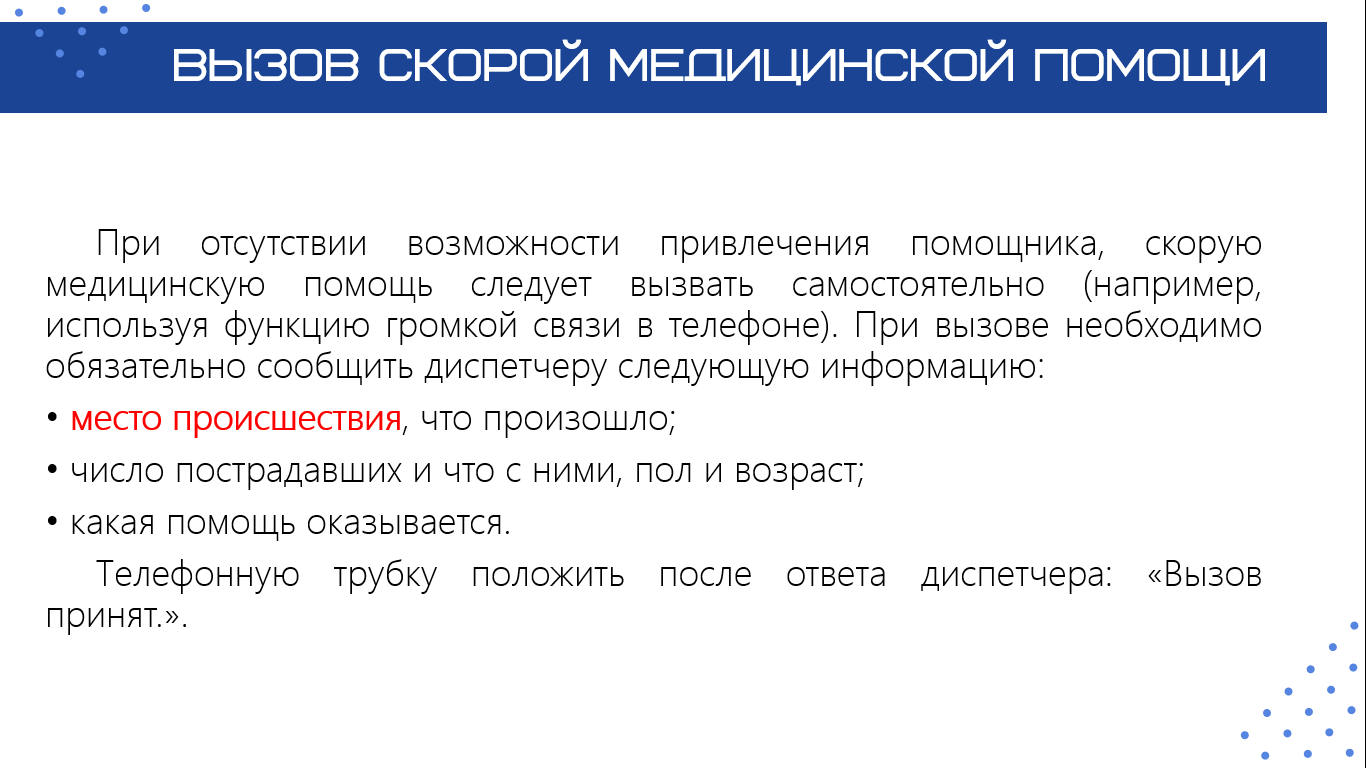 ВЫЗОВ СКОРОЙ МЕДИЦИНСКОЙ ПОМОЩИ
При отсутствии возможности привлечения помощника, скорую
медицинскую помощь следует вызвать самостоятельно (например,
используя функцию громкой связи в телефоне). При вызове необходимо
обязательно сообщить диспетчеру следующую информацию:
• место происшествия, что произошло;
• число пострадавших и что с ними, пол и возраст;
• какая помощь оказывается.
Телефонную трубку положить после ответа диспетчера: «Вызов
принят.».